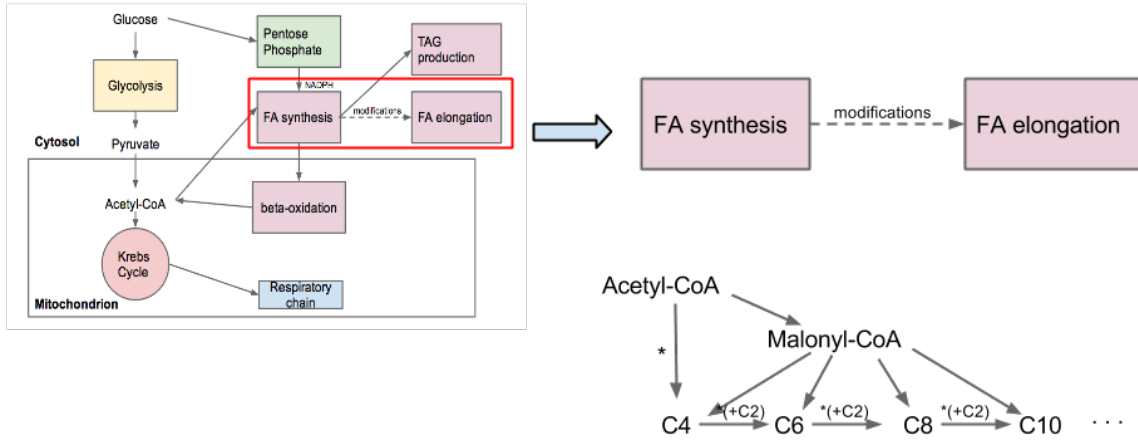 Glucose
Pentose
Phosphate
TAG
production
Glycolysis
NADPH
FA synthesis
modifications
FA elongation
Cytosol
Pyruvate
Acetyl-CoA
beta-oxidation
Krebs
Cycle
Mitochondrion
Respiratory
chain
FA synthesis
modifications
FA elongation
Acetyl-CoA
Malonyl-CoA
*
C4
*(+C2)
C6
*(+C2)
C8
*(+C2)
C10
. . .